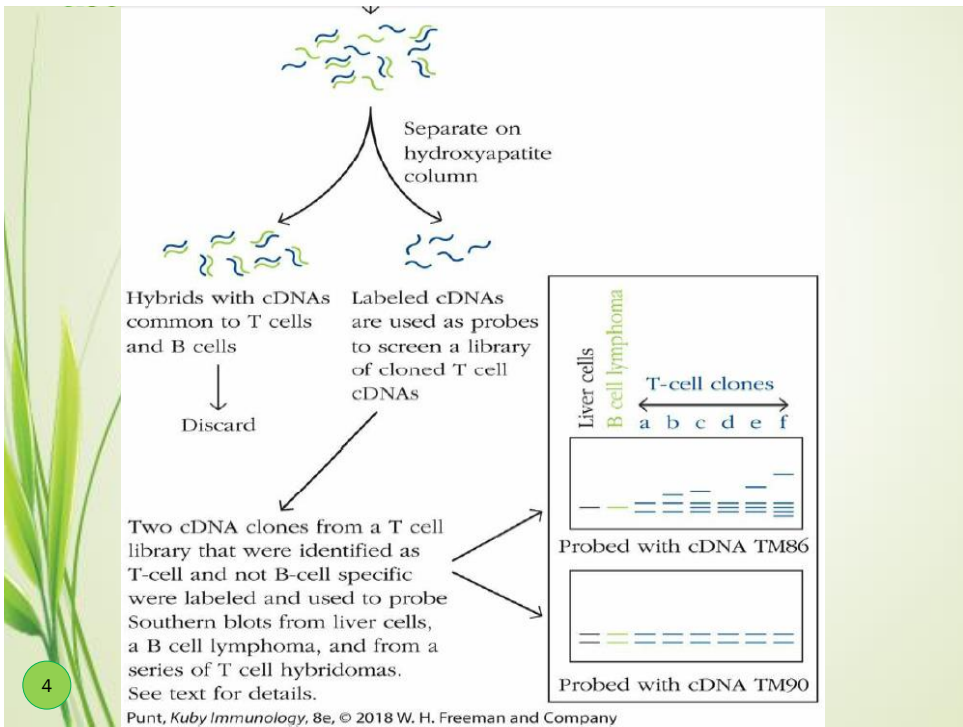 Separate on
hydroxyapatite
column
Hybrids with cDNAs
common to T cells
and B cells
Discard
Labeled cDNAs
are used as probes
to screen a library
of cloned T cell
cDNAs
Two cDNA clones from a T cell
library that were identified as
T-cell and not B-cell specific
were labeled and used to probe
Southern blots from liver cells,
a B cell lymphoma, and from a
series of T cell hybridomas.
See text for details.
Liver cells
B cell lymphoma
T-cell clones
a b c d e f
Probed with cDNA TM86
Probed with cDNA TM90
4
Punt, Kuby Immunology, 8e, © 2018 W. H. Freeman and Company